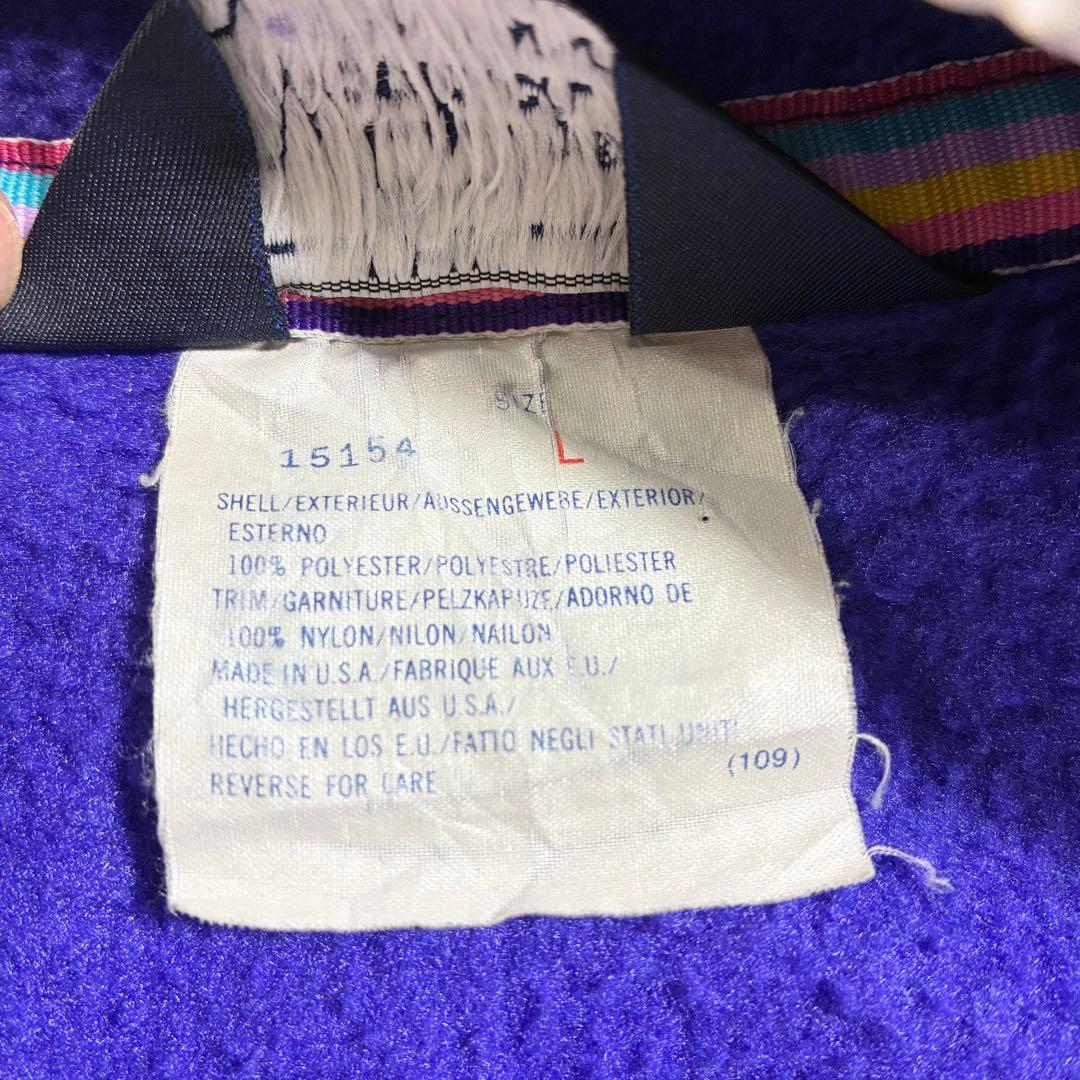 SIZE
15154 L
SHELL/EXTERIEUR/AUSSENGEWEBE/EXTERIOR/
ESTERNO
100% POLYESTER/POLYESTRE/POLIESTER
TRIM/GARNITURE/PELZKAPUZE/ADORNO DE
100% NYLON/NILON/NAILON
MADE IN U.S.A./FABRIQUE AUX E.U./
HERGESTELLT AUS U.S.A./
HECHO EN LOS E.U./FATTO NEGLI STATI UNITI
REVERSE FOR CARE (109)